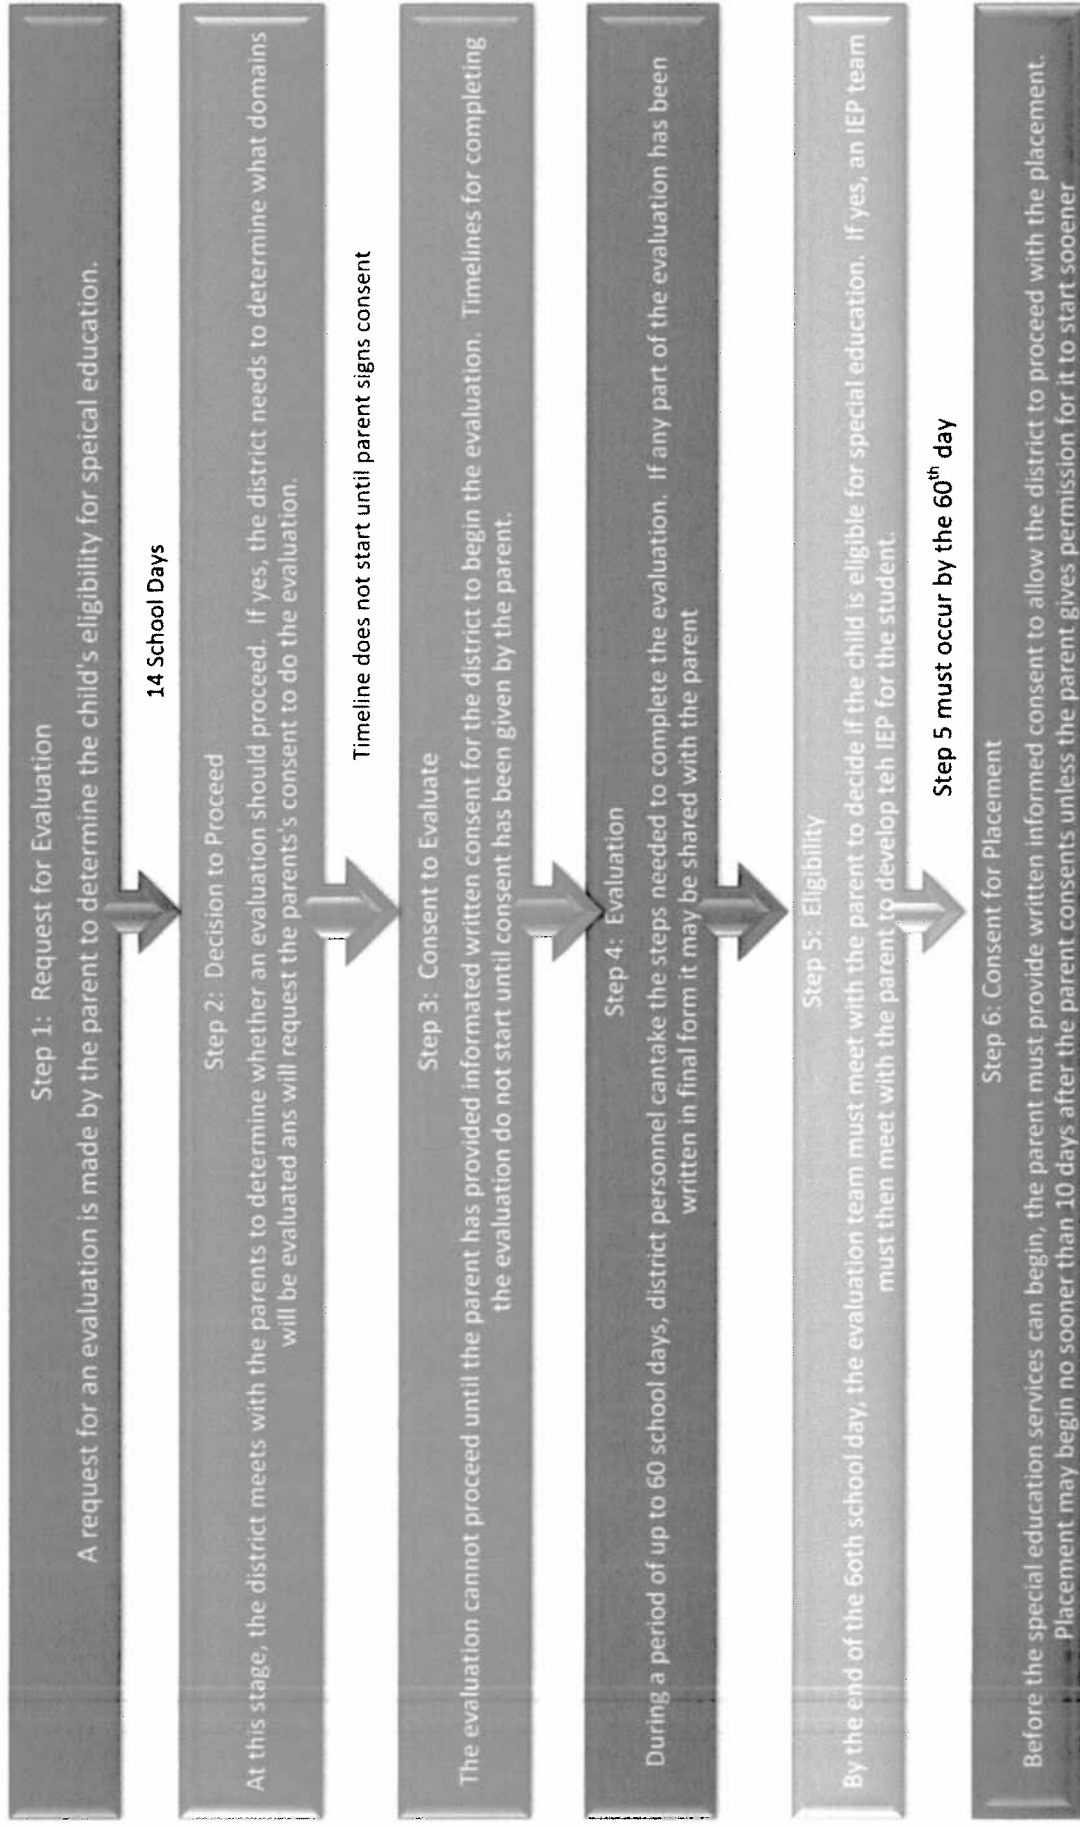 Step 1: Request for Evaluation
A request for an evaluation is made by the parent to determine the child's eligibility for speical education.
14 School Days
Step 2: Decision to Proceed
At this stage, the district meets with the parents to determine whether an evaluation should proceed. If yes, the district needs to determine what domains
will be evaluated ans will request the parents's consent to do the evaluation.
Timeline does not start until parent signs consent
Step 3: Consent to Evaluate
The evaluation cannot proceed until the parent has provided informated written consent for the district to begin the evaluation. Timelines for completing
the evaluation do not start until consent has been given by the parent.
Step 4: Evaluation
During a period of up to 60 school days, district personnel cantake the steps needed to complete the evaluation. If any part of the evaluation has been
written in final form it may be shared with the parent
Step 5: Eligibility
By the end of the 60th school day, the evaluation team must meet with the parent to decide if the child is eligible for special education. If yes, an IEP team
must then meet with the parent to develop teh IEP for the student.
Step 5 must occur by the 60th day
Step 6: Consent for Placement
Before the special education services can begin, the parent must provide written informed consent to allow the district to proceed with the placement.
Placement may begin no sooner than 10 days after the parent consents unless the parent gives permission for it to start sooener